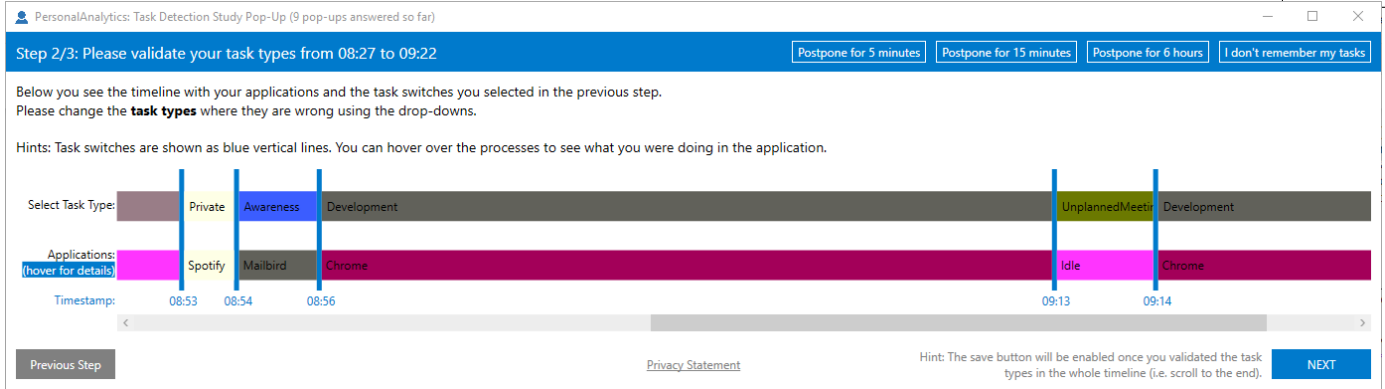 PersonalAnalytics: Task Detection Study Pop-Up (9 pop-ups answered so far)
Step 2/3: Please validate your task types from 08:27 to 09:22
Postpone for 5 minutes
Postpone for 15 minutes
Postpone for 6 hours
I don't remember my tasks
Below you see the timeline with your applications and the task switches you selected in the previous step.
Please change the task types where they are wrong using the drop-downs.
Hints: Task switches are shown as blue vertical lines. You can hover over the processes to see what you were doing in the application.
Select Task Type:
Private
Awareness
Development
UnplannedMeetin
Development
Applications:
(hover for details)
Spotify
Mailbird
Chrome
Idle
Chrome
Timestamp:
08:53
08:54
08:56
09:13
09:14
Previous Step
Privacy Statement
Hint: The save button will be enabled once you validated the task
types in the whole timeline (i.e. scroll to the end).
NEXT